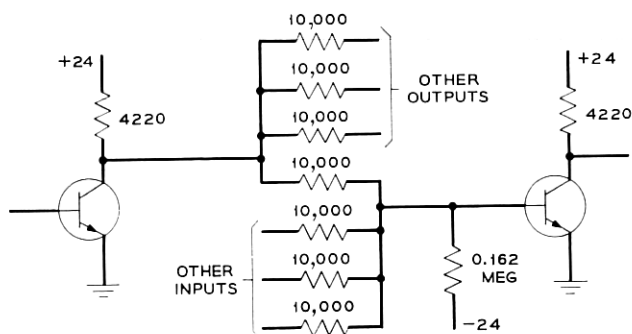 10,000
10,000
10,000
10,000
OTHER
OUTPUTS
+24
4220
+24
4220
10,000
10,000
10,000
OTHER
INPUTS
0.162
MEG
-24